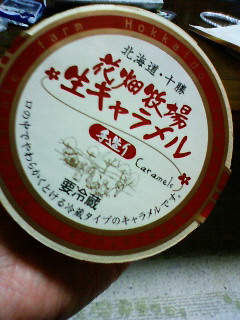 farm Hokkaido
北海道・十勝
花畑牧場
生キャラメル
手造り
Caramel
要冷蔵
口の中でやわらかくとける冷蔵タイプのキャラメルです。